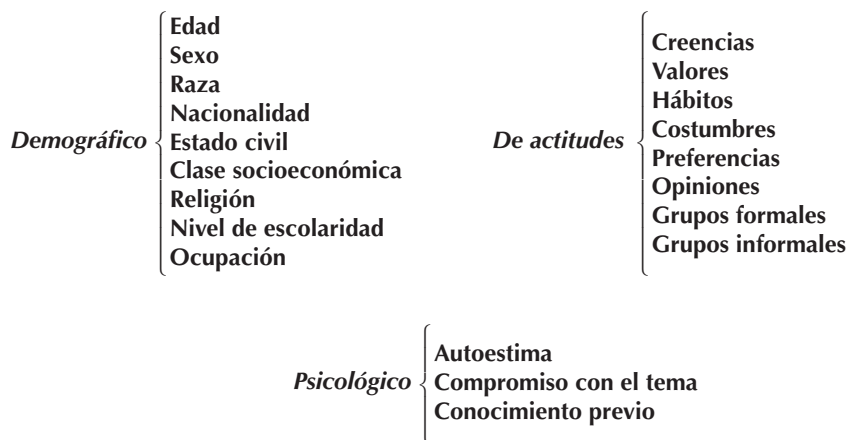 Demográfico
Edad
Sexo
Raza
Nacionalidad
Estado civil
Clase socioeconómica
Religión
Nivel de escolaridad
Ocupación
De actitudes
Creencias
Valores
Hábitos
Costumbres
Preferencias
Opiniones
Grupos formales
Grupos informales
Psicológico
Autoestima
Compromiso con el tema
Conocimiento previo